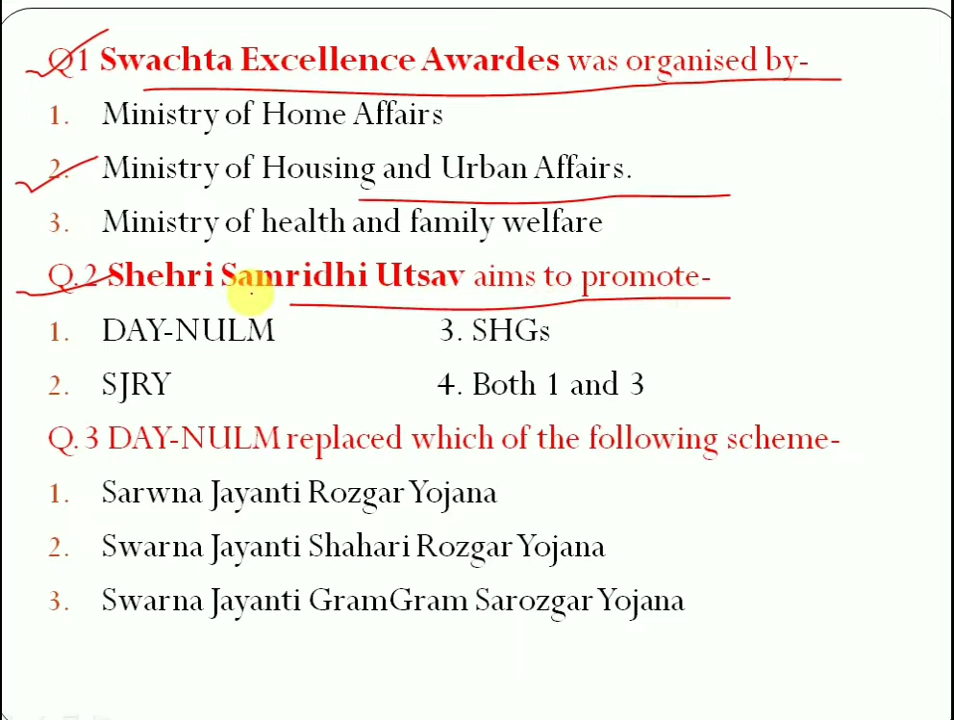 Q1 Swachta Excellence Awardes was organised by-
1. Ministry of Home Affairs
2. Ministry of Housing and Urban Affairs.
3. Ministry of health and family welfare
Q.2 Shehri Samridhi Utsav aims to promote-
1. DAY-NULM 3. SHGs
2. SJRY 4. Both 1 and 3
Q.3 DAY-NULM replaced which of the following scheme-
1. Sarwna Jayanti Rozgar Yojana
2. Swarna Jayanti Shahari Rozgar Yojana
3. Swarna Jayanti GramGram Sarozgar Yojana